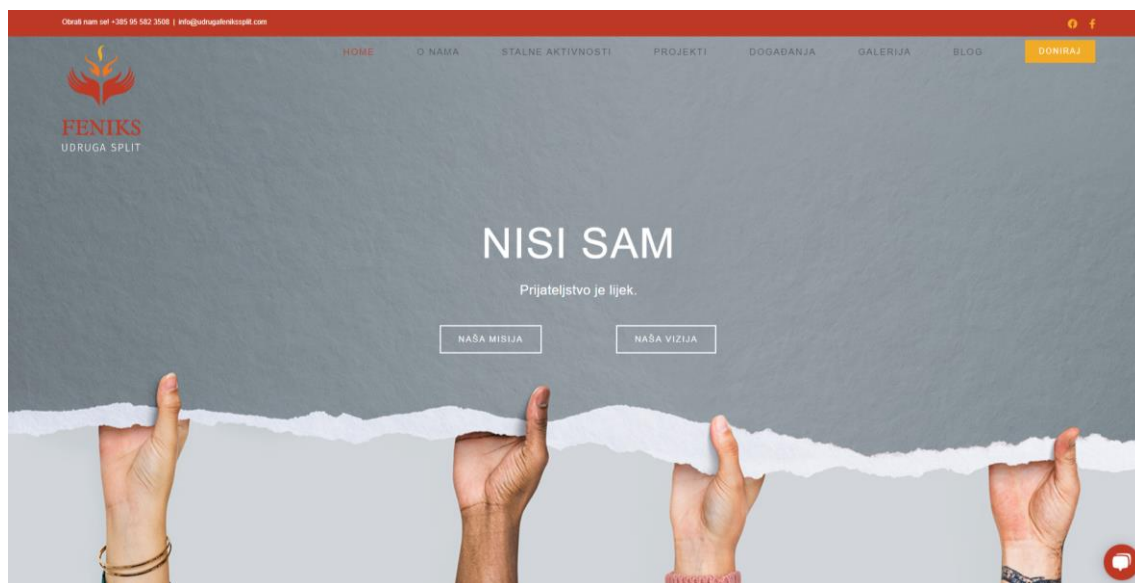 Obrati nam se! +385 95 582 3508 | info@udrugafenikssplit.com
HOME O NAMA STALNE AKTIVNOSTI PROJEKTI DOGAĐANJA GALERIJA BLOG DONIRAJ
FENIKS
UDRUGA SPLIT
NISI SAM
Prijateljstvo je lijek.
NAŠA MISIJA NAŠA VIZIJA